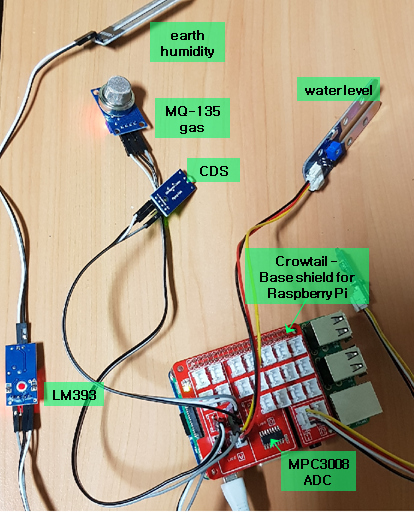 earth
humidity
MQ-135
gas
water level
CDS
Crowtail -
Base shield for
Raspberry Pi
LM393
MPC3008
ADC